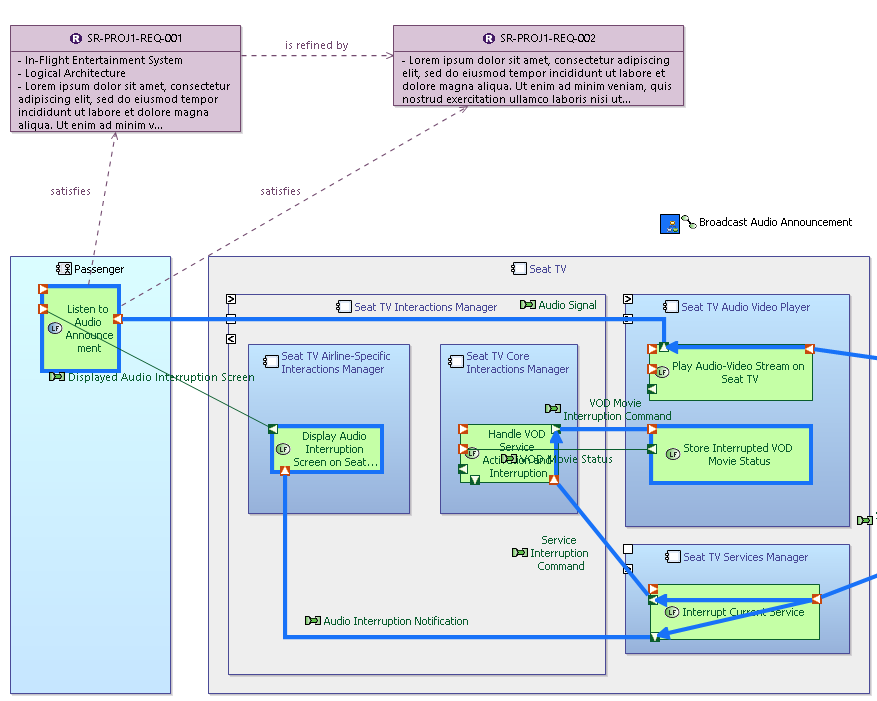 SR-PROJ1-REQ-001
- In-Flight Entertainment System
- Logical Architecture
- Lorem ipsum dolor sit amet, consectetur
adipiscing elit, sed do eiusmod tempor
incididunt ut labore et dolore magna
aliqua. Ut enim ad minim v...
is refined by
SR-PROJ1-REQ-002
- Lorem ipsum dolor sit amet, consectetur adipiscing
elit, sed do eiusmod tempor incididunt ut labore et
dolore magna aliqua. Ut enim ad minim veniam, quis
nostrud exercitation ullamco laboris nisi ut...
satisfies
satisfies
Broadcast Audio Announcement
Passenger
Listen to
Audio
Announce
ment
Displayed Audio Interruption Screen
Seat TV
Seat TV Interactions Manager
Audio Signal
Seat TV Airline-Specific
Interactions Manager
Display Audio
Interruption
Screen on Seat...
Seat TV Core
Interactions Manager
Handle VOD
Service
Activation and
Interruption
VOD Movie
Interruption Command
VOD Movie Status
Service
Interruption
Command
Audio Interruption Notification
Seat TV Audio Video Player
Play Audio-Video Stream on
Seat TV
Store Interrupted VOD
Movie Status
Seat TV Services Manager
Interrupt Current Service